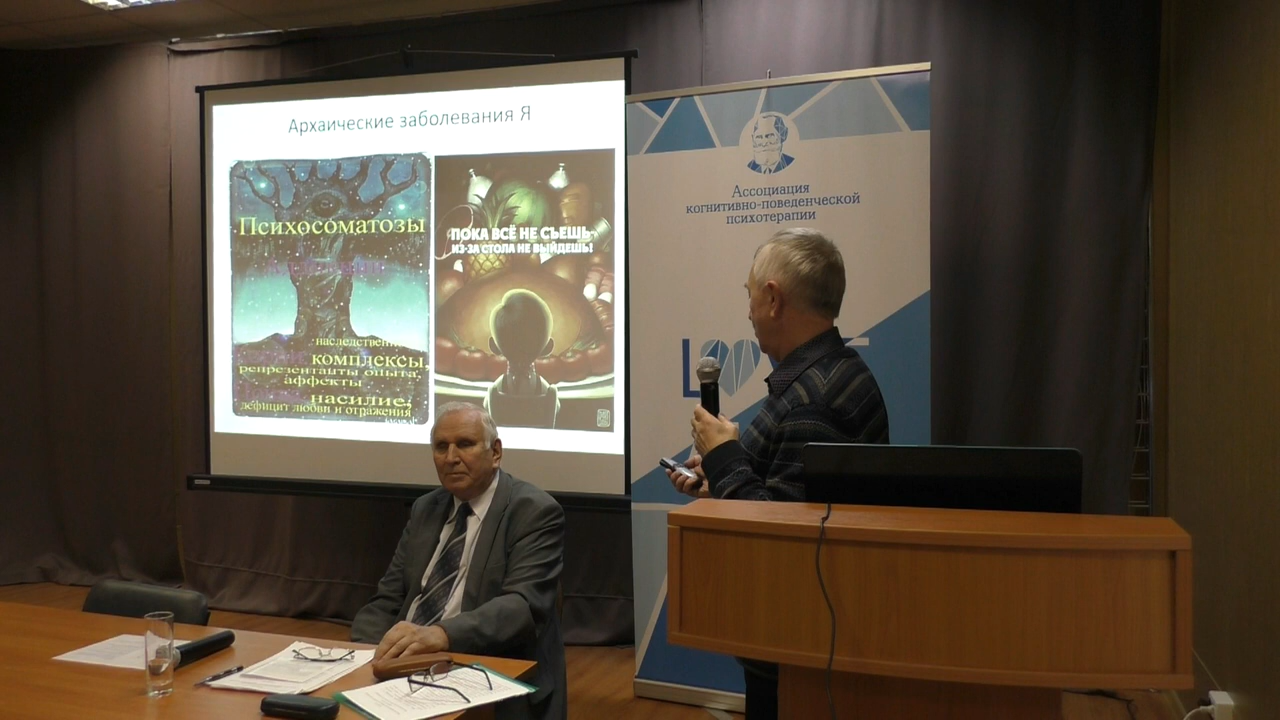 Архаические заболевания Я
Психосоматозы
наследственн
комплексы,
репрезентанты опыта,
аффекты
насилие,
дефицит любви и отражения
ПОКА ВСЁ НЕ СЪЕШЬ-
ИЗ-ЗА СТОЛА НЕ ВЫЙДЕШЬ!
Ассоциация
когнитивно-поведенческой
психотерапии